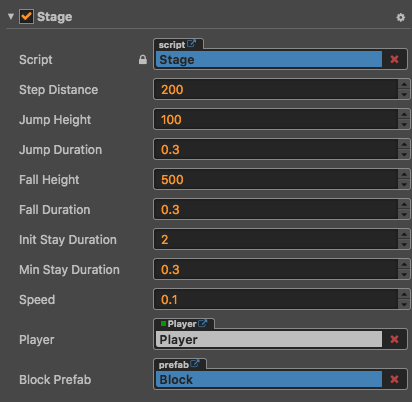 Stage
script
Script Stage
Step Distance 200
Jump Height 100
Jump Duration 0.3
Fall Height 500
Fall Duration 0.3
Init Stay Duration 2
Min Stay Duration 0.3
Speed 0.1
Player
Player Player
prefab
Block Prefab Block